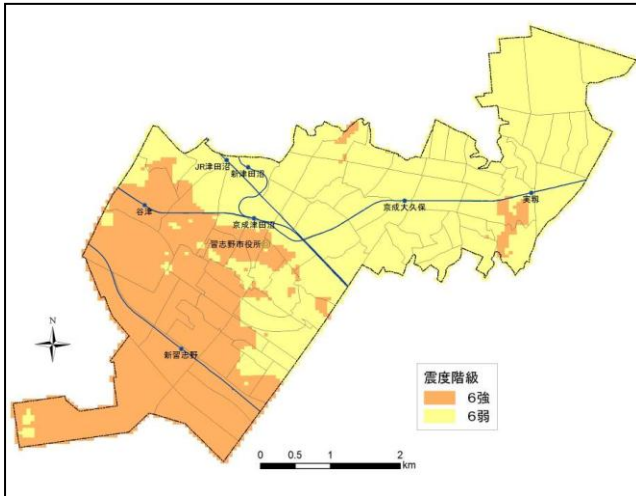 JR津田沼
新津田沼
谷津
京成津田沼
京成大久保
実籾
習志野市役所
新習志野
N
震度階級
6強
6弱
0 0.5 1 2
km